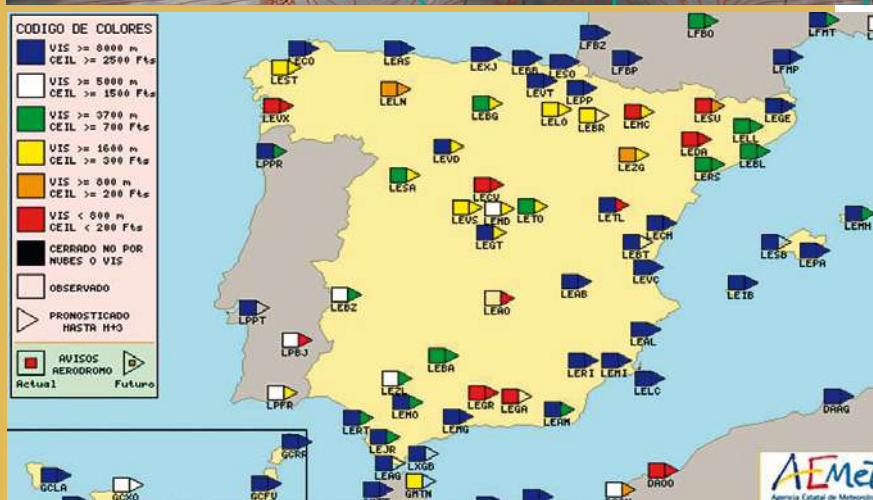 CODIGO DE COLORES
VIS >= 8000 m
CEIL >= 2500 Fts
VIS >= 5000 m
CEIL >= 1500 Fts
VIS >= 3700 m
CEIL >= 700 Fts
VIS >= 1600 m
CEIL >= 300 Fts
VIS >= 800 m
CEIL >= 200 Fts
VIS < 800 m
CEIL < 200 Fts
CERRADO NO POR
NUBES O VIS
OBSERVADO
PRONOSTICADO
HASTA H+3
AVISOS
AERODROMO
Actual
Futuro
LFBO
LFMT
LFBZ
LECO
LEAS
LEXJ
LEBB
LESO
LFBP
LFMP
LEST
LEVT
LEPP
LELN
LEVX
LEBG
LELO
LEBR
LEMC
LESU
LEGE
LELL
LPPR
LEVD
LEZG
LEDA
LERS
LEBL
LESA
LECV
LEVS
LEMD
LETO
LETL
LEMH
LEGT
LECH
LEBT
LESB
LEPA
LEVC
LEAB
LEIB
LEBZ
LEAO
LPPT
LEAL
LPBJ
LEBA
LERI
LEMI
LELC
LEZL
LPFR
LEMO
LEGR
LEGA
DAAG
LERT
LEMG
LEAM
LEJR
GCRR
LXGB
LEAG
DAOO
GCLA
GCXO
GCFU
GMTN
AEMet
Agencia Estatal de Meteorolo